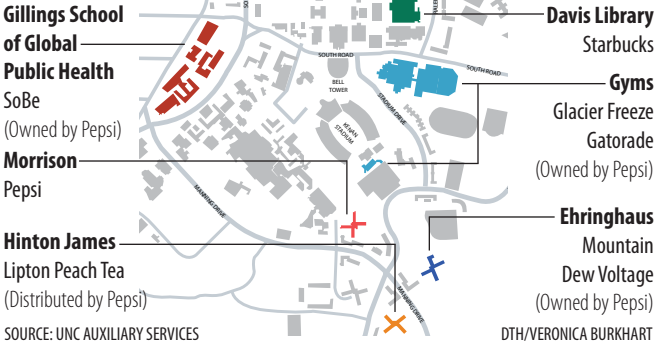 Gillings School
of Global
Public Health
SoBe
(Owned by Pepsi)
Morrison
Pepsi
Hinton James
Lipton Peach Tea
(Distributed by Pepsi)
SOURCE: UNC AUXILIARY SERVICES
SOUTH ROAD
BELL
TOWER
KENAN
STADIUM
STADIUM DRIVE
SOUTH ROAD
MANNING DRIVE
MANNING DRIVE
Davis Library
Starbucks
Gyms
Glacier Freeze
Gatorade
(Owned by Pepsi)
Ehringhaus
Mountain
Dew Voltage
(Owned by Pepsi)
DTH/VERONICA BURKHART